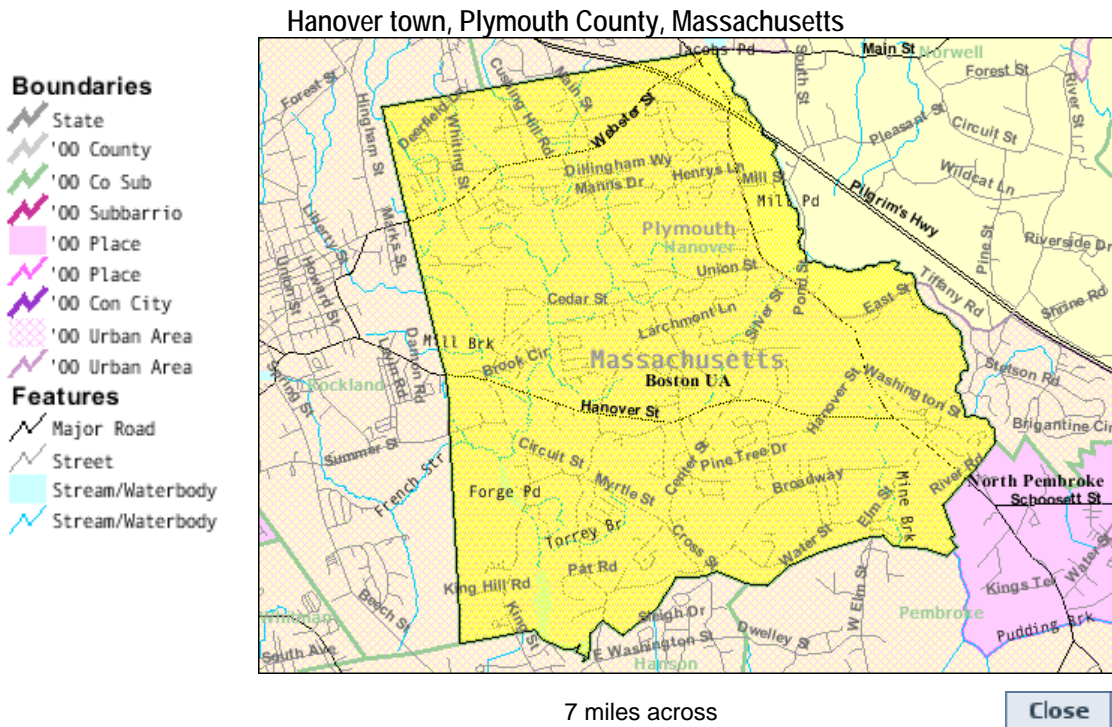 Hanover town, Plymouth County, Massachusetts
Boundaries
State
'00 County
'00 Co Sub
'00 Subbarrio
'00 Place
'00 Place
'00 Con City
'00 Urban Area
'00 Urban Area
Features
Major Road
Street
Stream/Waterbody
Stream/Waterbody
Jacobs Pd
Main St
Norwell
Forest St
Forest St
Hingham St
Deerfield Dr
Whiting St
Cushing Hill Rd
Main St
Webster St
South St
River St
Pleasant St
Circuit St
Wildcat Ln
Dillingham Wy
Manns Dr
Henrys Ln
Mill St
Mill Pd
Pilgrim's Hwy
Liberty St
Marks St
Union St
Howard St
Plymouth
Hanover
Union St
Pond St
Pine St
Riverside Dr
Tiffany Rd
Shrine Rd
East St
Cedar St
Larchmont Ln
Silver St
Mill Brk
Damon Rd
Levin Rd
Brook Cir
Massachusetts
Boston UA
Stetson Rd
Rockland
Spring St
Hanover St
Hanover St
Washington St
Brigantine Cir
Summer St
French Str
Circuit St
Myrtle St
Center St
Pine Tree Dr
Broadway
River Rd
North Pembroke
Schoosett St
Forge Pd
Torrey Br
Cross St
Water St
Elm St
Mine Brk
Pat Rd
King Hill Rd
King St
Kings Ter
Water St
Beech St
Whitman
South Ave
Sleigh Dr
E Washington St
Hanson
Dwelley St
W Elm St
Pembroke
Pudding Brk
7 miles across
Close